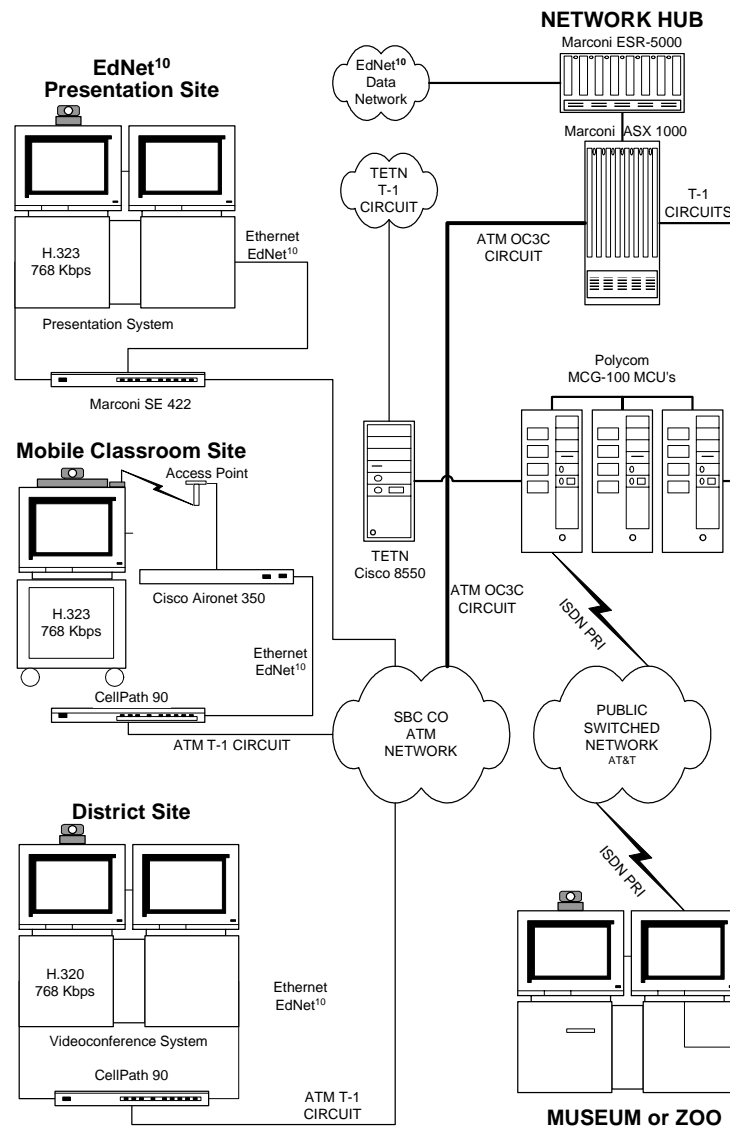 NETWORK HUB
Marconi ESR-5000
EdNet10
Data
Network
EdNet10
Presentation Site
Marconi ASX 1000
TETN
T-1
CIRCUIT
T-1
CIRCUITS
ATM OC3C
CIRCUIT
Ethernet
EdNet10
H.323
768 Kbps
Presentation System
Marconi SE 422
Polycom
MCG-100 MCU's
Mobile Classroom Site
Access Point
TETN
Cisco 8550
Cisco Aironet 350
H.323
768 Kbps
ATM OC3C
CIRCUIT
ISDN PRI
Ethernet
EdNet10
CellPath 90
ATM T-1 CIRCUIT
SBC CO
ATM
NETWORK
PUBLIC
SWITCHED
NETWORK
AT&T
District Site
ISDN PRI
H.320
768 Kbps
Ethernet
EdNet10
Videoconference System
CellPath 90
ATM T-1
CIRCUIT
MUSEUM or ZOO